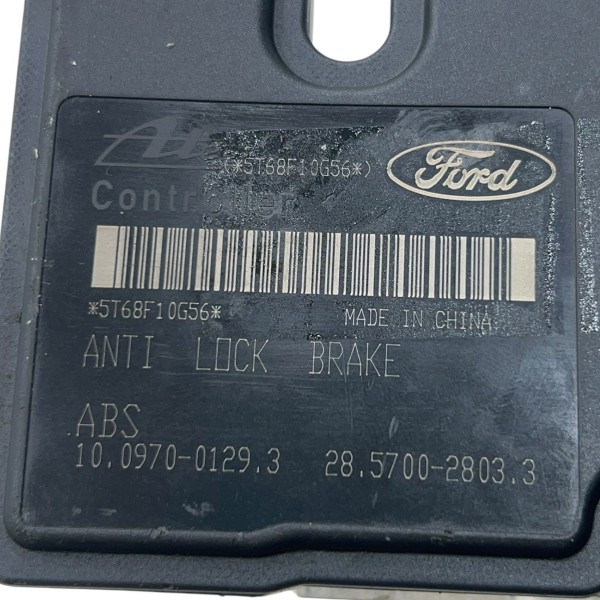 (*5T68F10G56*)
Ford
Controller
*5T68F10G56*
MADE IN CHINA
ANTI LOCK BRAKE
ABS
10.0970-0129.3 28.5700-2803.3